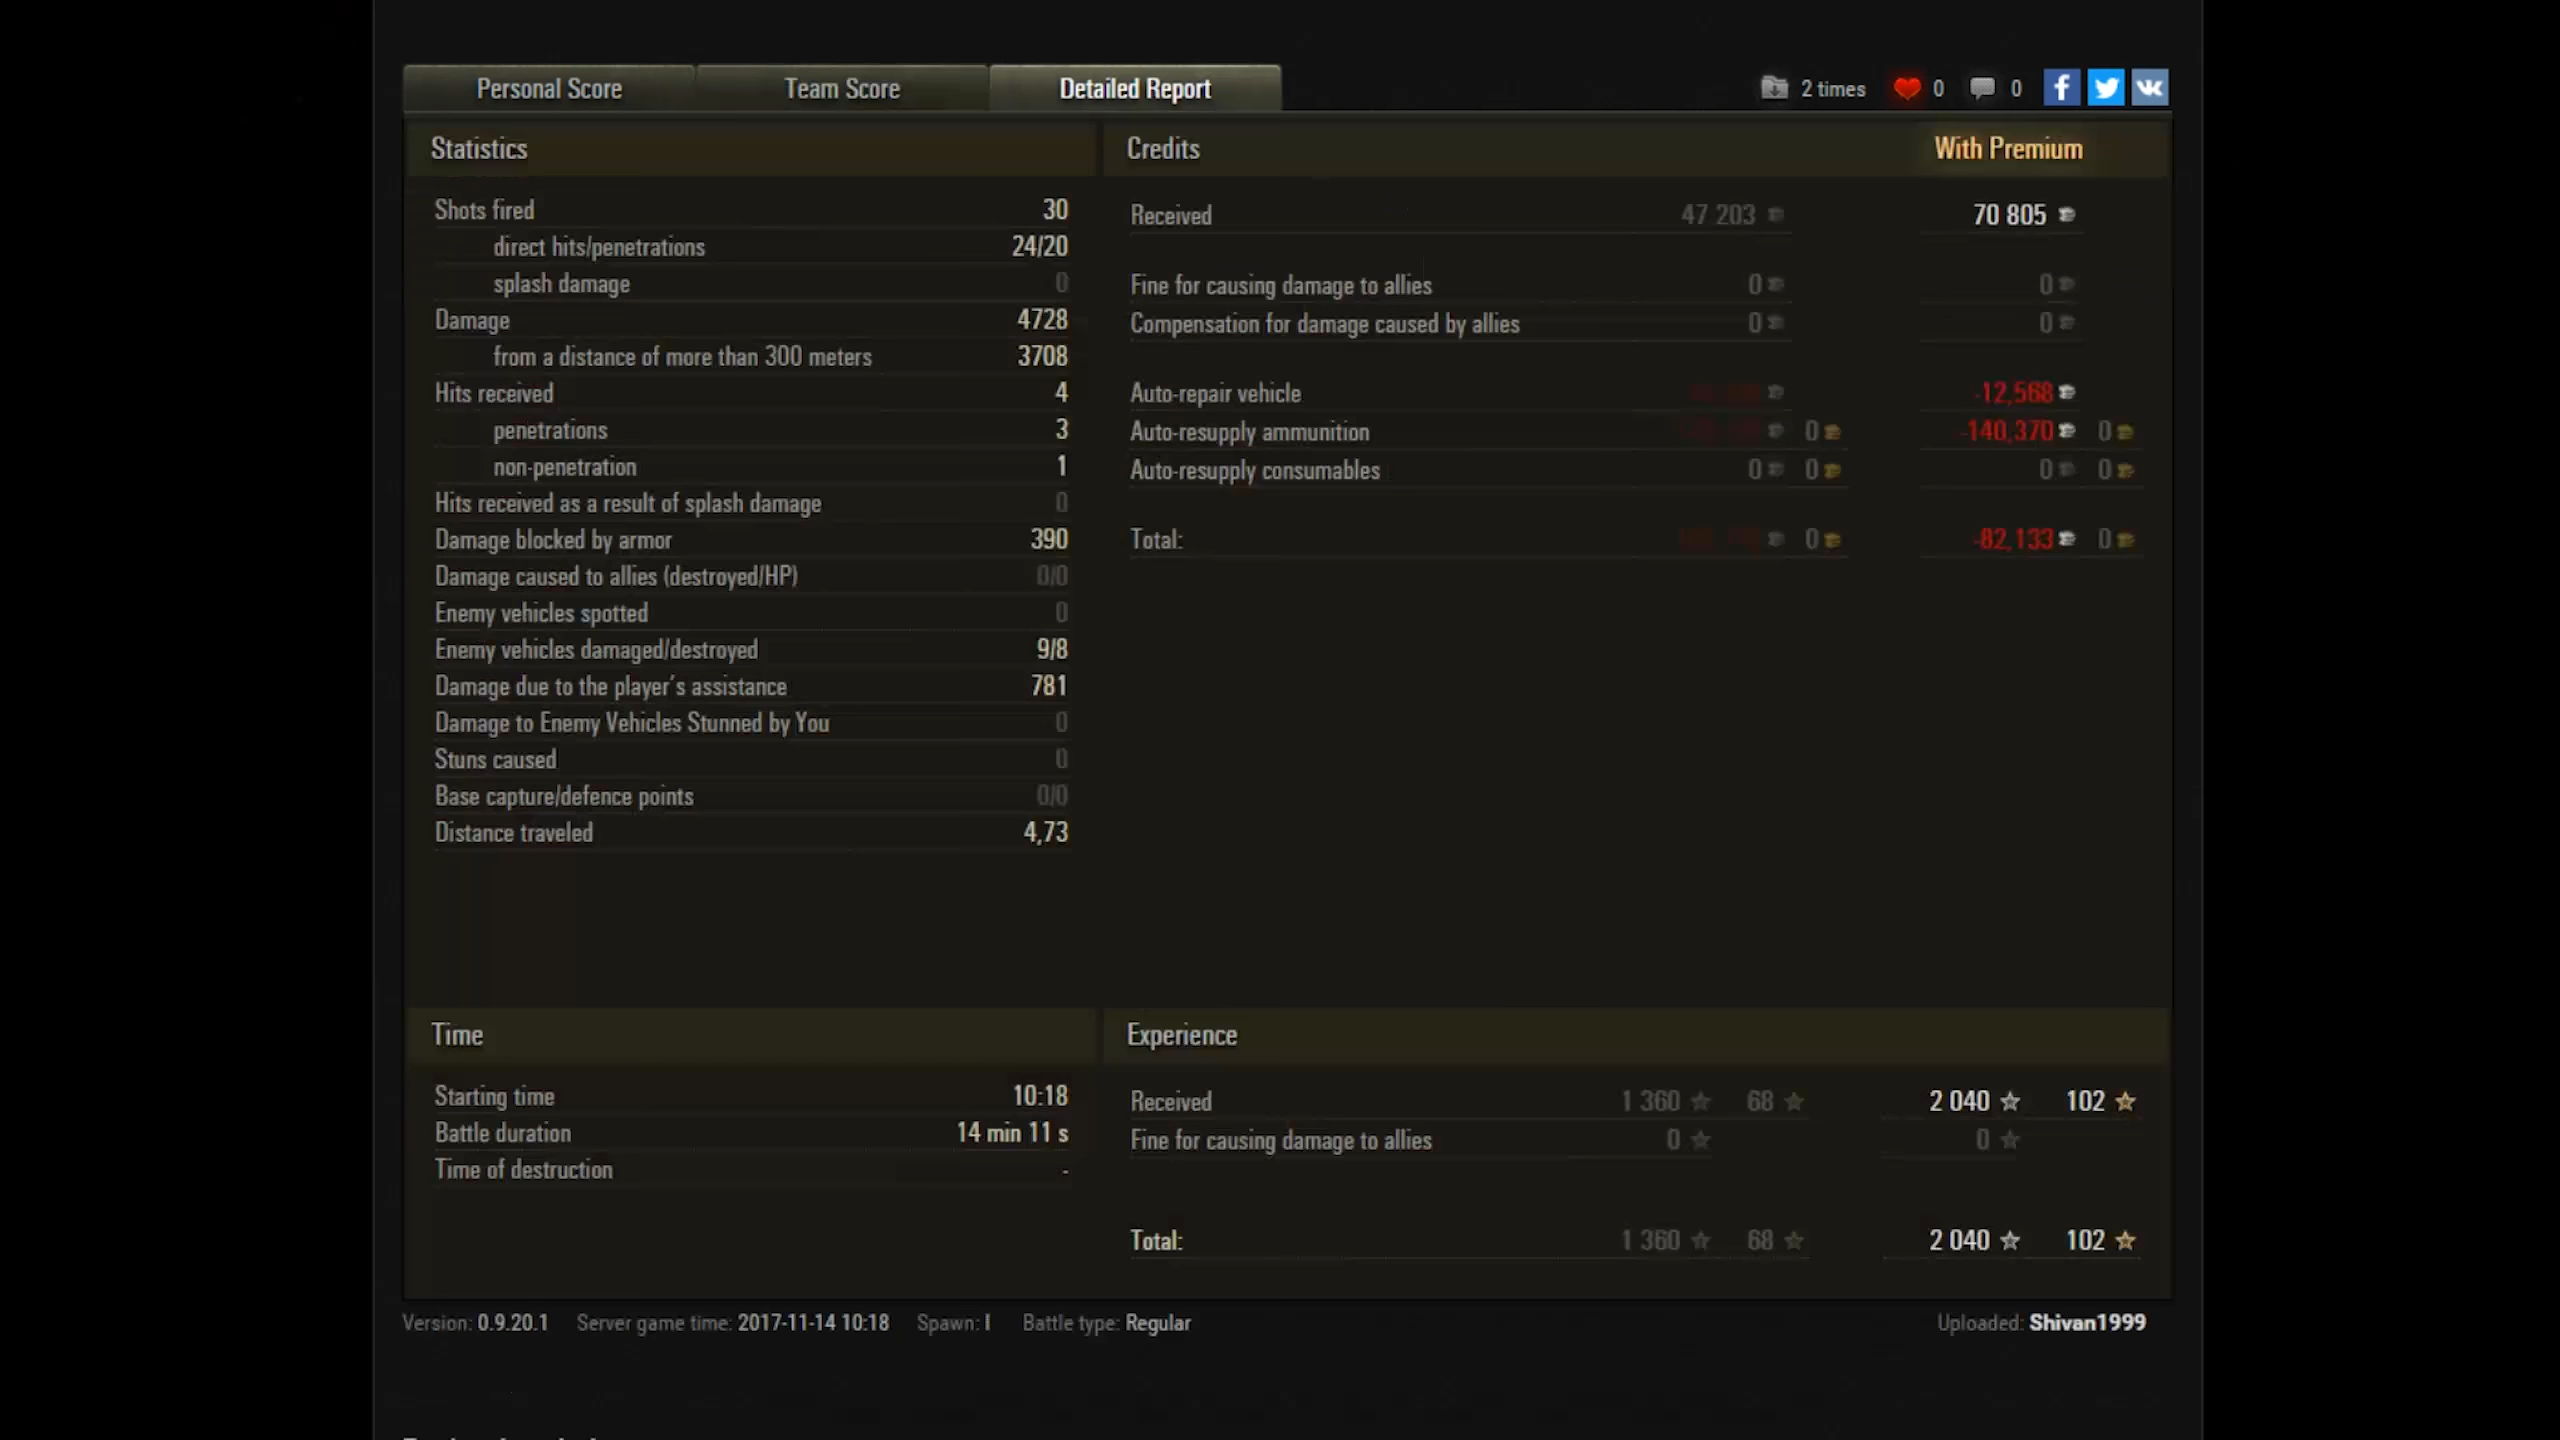 Personal Score Team Score Detailed Report 2 times 0 0
Statistics
Shots fired 30
direct hits/penetrations 24/20
splash damage 0
Damage 4728
from a distance of more than 300 meters 3708
Hits received 4
penetrations 3
non-penetration 1
Hits received as a result of splash damage 0
Damage blocked by armor 390
Damage caused to allies (destroyed/HP) 0/0
Enemy vehicles spotted 0
Enemy vehicles damaged/destroyed 9/8
Damage due to the player's assistance 781
Damage to Enemy Vehicles Stunned by You 0
Stuns caused 0
Base capture/defence points 0/0
Distance traveled 4,73
Credits With Premium
Received 47 203 70 805
Fine for causing damage to allies 0 0
Compensation for damage caused by allies 0 0
Auto-repair vehicle -12,568
Auto-resupply ammunition 0 -140,370 0
Auto-resupply consumables 0 0 0 0
Total: 0 -82,133 0
Time
Starting time 10:18
Battle duration 14 min 11 s
Time of destruction -
Experience
Received 1 360 68 2 040 102
Fine for causing damage to allies 0 0
Total: 1 360 68 2 040 102
Version: 0.9.20.1 Server game time: 2017-11-14 10:18 Spawn: I Battle type: Regular Uploaded: Shivan1999